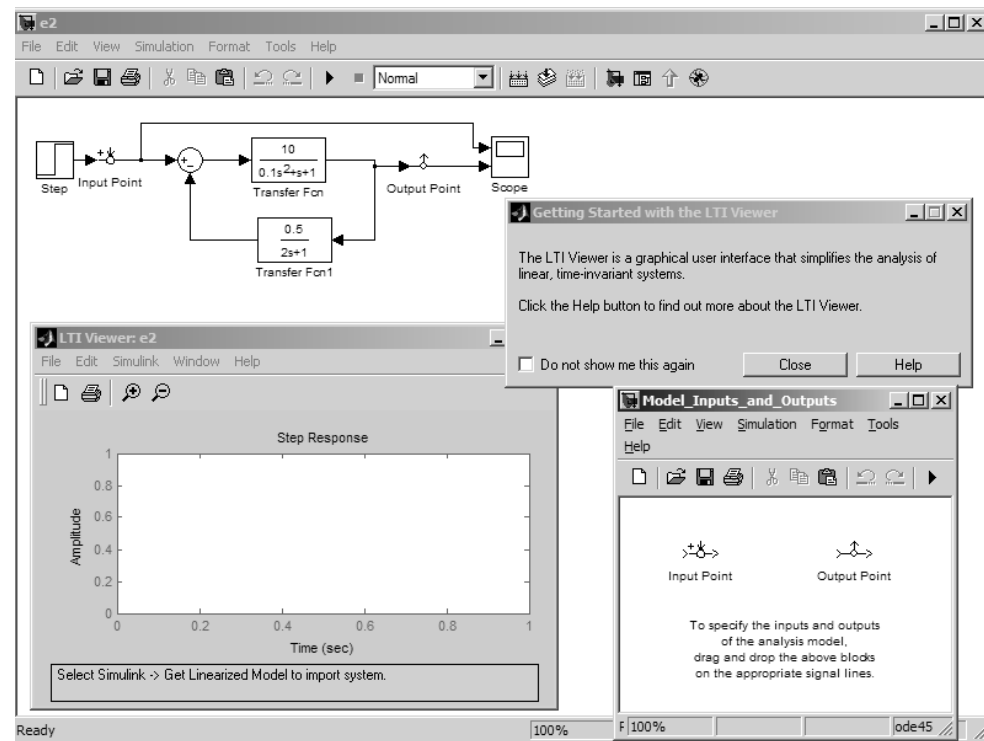 e2
File Edit View Simulation Format Tools Help
Normal
Step
Input Point
+
-
10
0.1s2+s+1
Transfer Fcn
Output Point
Scope
0.5
2s+1
Transfer Fcn1
Getting Started with the LTI Viewer
The LTI Viewer is a graphical user interface that simplifies the analysis of
linear, time-invariant systems.
Click the Help button to find out more about the LTI Viewer.
Do not show me this again
Close
Help
LTI Viewer: e2
File Edit Simulink Window Help
Step Response
Amplitude
1
0.8
0.6
0.4
0.2
0
0 0.2 0.4 0.6 0.8 1
Time (sec)
Select Simulink -> Get Linearized Model to import system.
Model_Inputs_and_Outputs
File Edit View Simulation Format Tools
Help
Input Point
Output Point
To specify the inputs and outputs
of the analysis model,
drag and drop the above blocks
on the appropriate signal lines.
F 100% ode45
Ready 100%